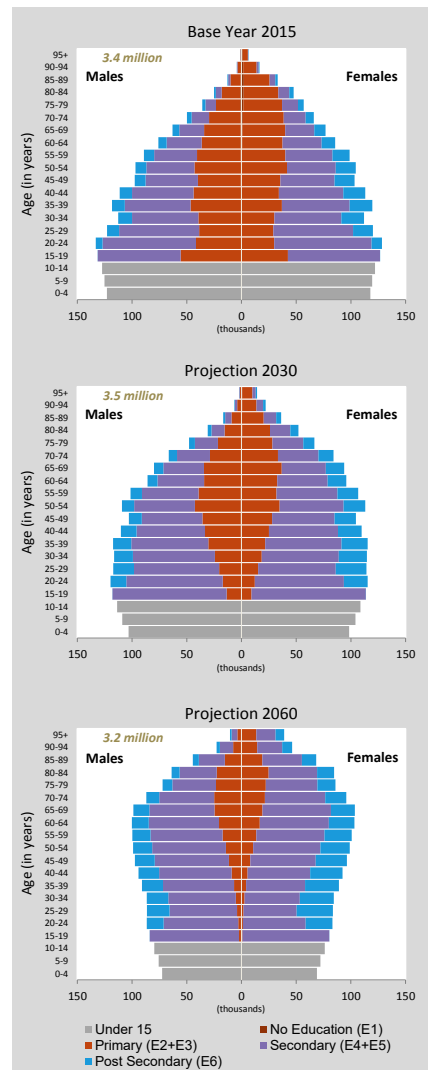 Base Year 2015
3.4 million
Males
Females
Age (in years)
95+
90-94
85-89
80-84
75-79
70-74
65-69
60-64
55-59
50-54
45-49
40-44
35-39
30-34
25-29
20-24
15-19
10-14
5-9
0-4
150 100 50 0 50 100 150
(thousands)
Projection 2030
3.5 million
Males
Females
Age (in years)
95+
90-94
85-89
80-84
75-79
70-74
65-69
60-64
55-59
50-54
45-49
40-44
35-39
30-34
25-29
20-24
15-19
10-14
5-9
0-4
150 100 50 0 50 100 150
(thousands)
Projection 2060
3.2 million
Males
Females
Age (in years)
95+
90-94
85-89
80-84
75-79
70-74
65-69
60-64
55-59
50-54
45-49
40-44
35-39
30-34
25-29
20-24
15-19
10-14
5-9
0-4
150 100 50 0 50 100 150
(thousands)
Under 15 No Education (E1)
Primary (E2+E3) Secondary (E4+E5)
Post Secondary (E6)